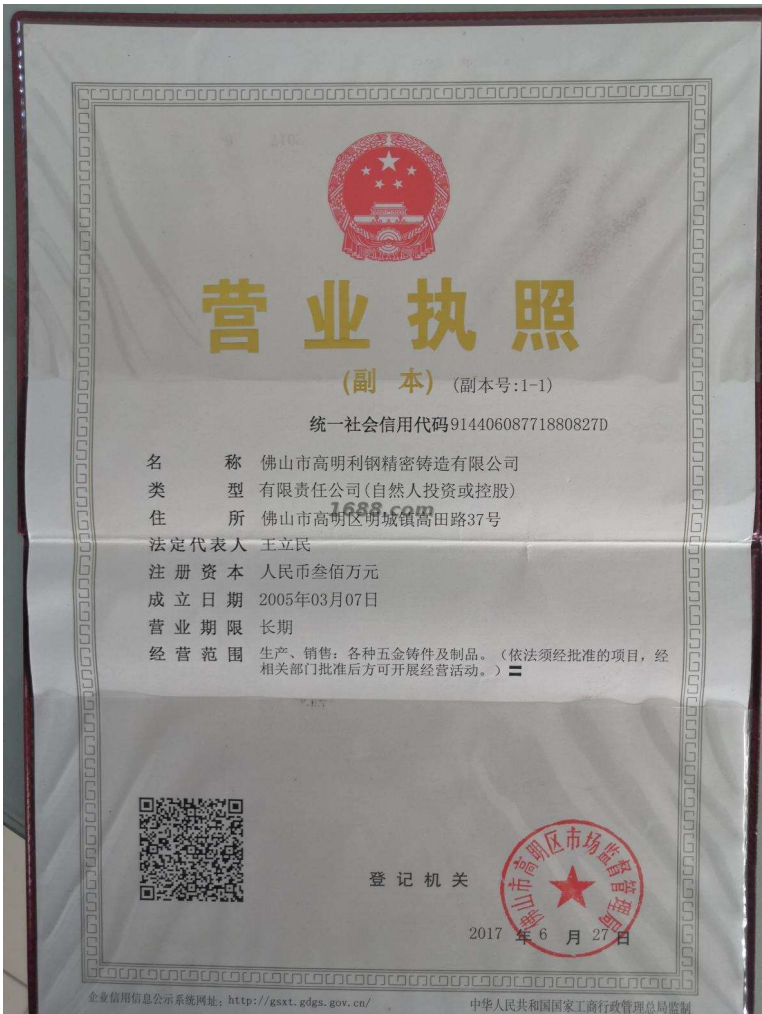 营业执照
(副 本) (副本号:1-1)
统一社会信用代码91440608771880827D
名 称 佛山市高明利钢精密铸造有限公司
类 型 有限责任公司(自然人投资或控股)
住 所 佛山市高明区明城镇高田路37号
1688.com
法定代表人 王立民
注册资本 人民币叁佰万元
成立日期 2005年03月07日
营业期限 长期
经营范围 生产、销售：各种五金铸件及制品。（依法须经批准的项目，经
相关部门批准后方可开展经营活动。）〓
佛山市高明区市场监督管理局
登记机关
2017 年 6 月 27 日
企业信用信息公示系统网址：http://gsxt.gdgs.gov.cn/
中华人民共和国国家工商行政管理总局监制